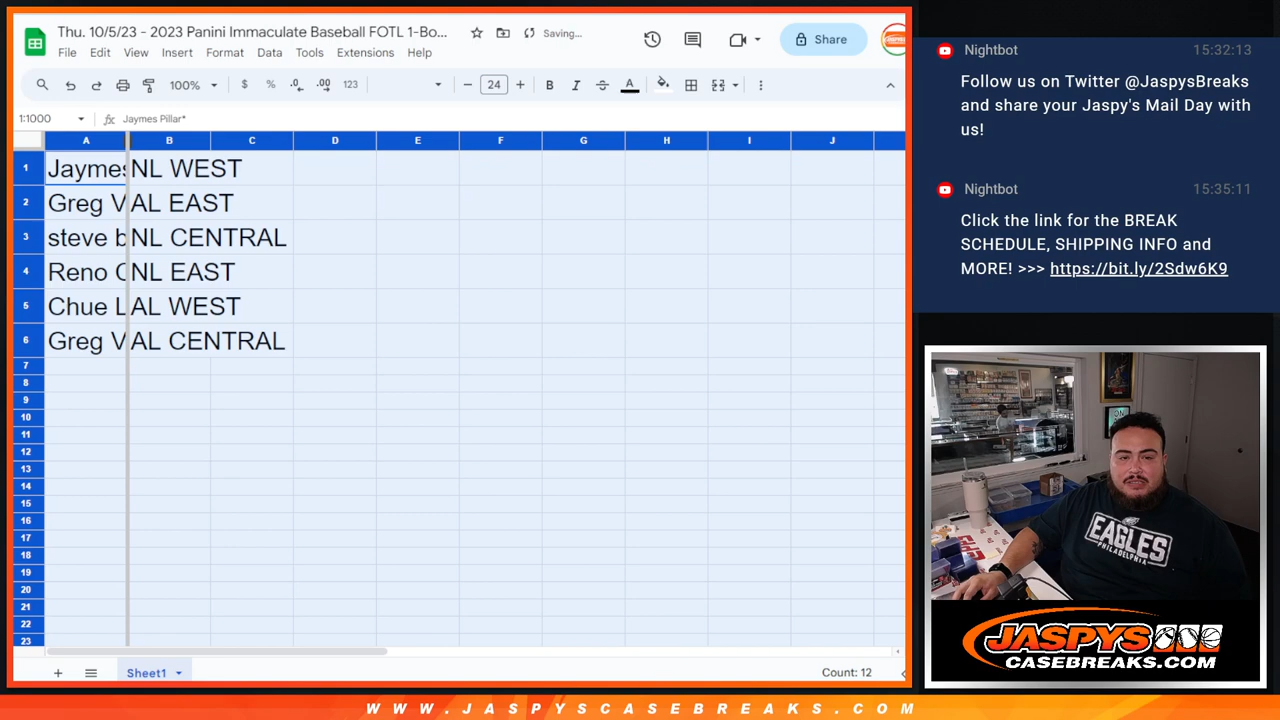 Thu. 10/5/23 - 2023 Panini Immaculate Baseball FOTL 1-Bo...
Saving...
Share
File Edit View Insert Format Data Tools Extensions Help
100% $ % .0 .00 123 24 B I A
1:1000 fx Jaymes Pillar*
A B C D E F G H I J
1 Jaymes NL WEST
2 Greg V AL EAST
3 steve b NL CENTRAL
4 Reno NL EAST
5 Chue L AL WEST
6 Greg V AL CENTRAL
7
8
9
10
11
12
13
14
15
16
17
18
19
20
21
22
23
Sheet1
Count: 12
Nightbot 15:32:13
Follow us on Twitter @JaspysBreaks
and share your Jaspy's Mail Day with
us!
Nightbot 15:35:11
Click the link for the BREAK
SCHEDULE, SHIPPING INFO and
MORE! >>> https://bit.ly/2Sdw6K9
EAGLES
PHILADELPHIA
JASPYS
CASEBREAKS.COM
WWW.JASPYSCASEBREAKS.COM